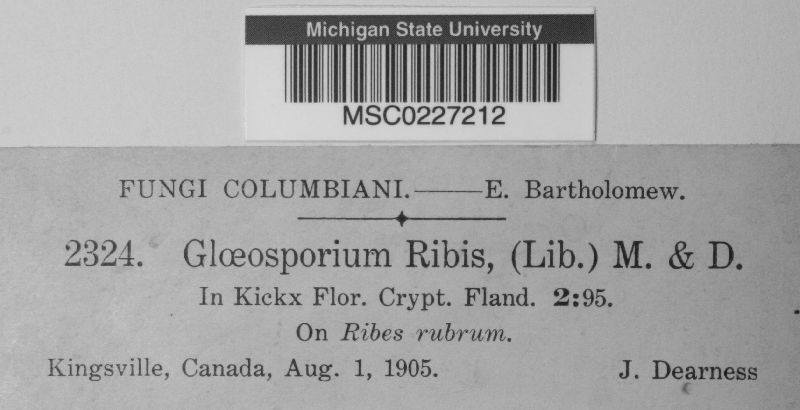 Michigan State University
MSC0227212
FUNGI COLUMBIANI.——E. Bartholomew.
2324. Glœosporium Ribis, (Lib.) M. & D.
In Kickx Flor. Crypt. Fland. 2:95.
On Ribes rubrum.
Kingsville, Canada, Aug. 1, 1905. J. Dearness